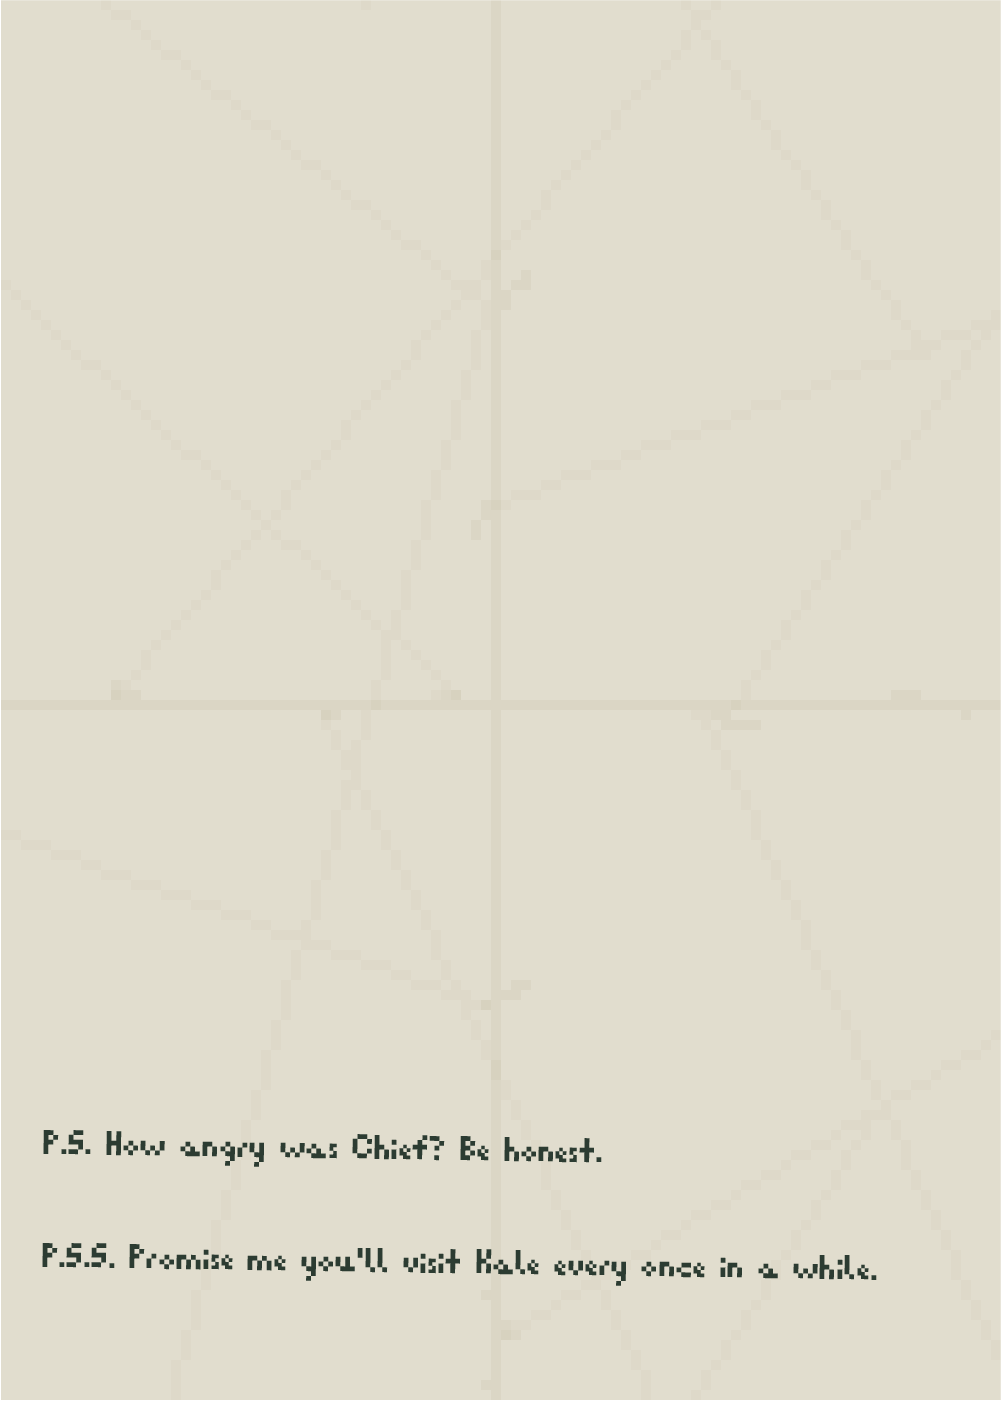 P.S. How angry was Chief? Be honest.
P.S.S. Promise me you'll visit Kale every once in a while.